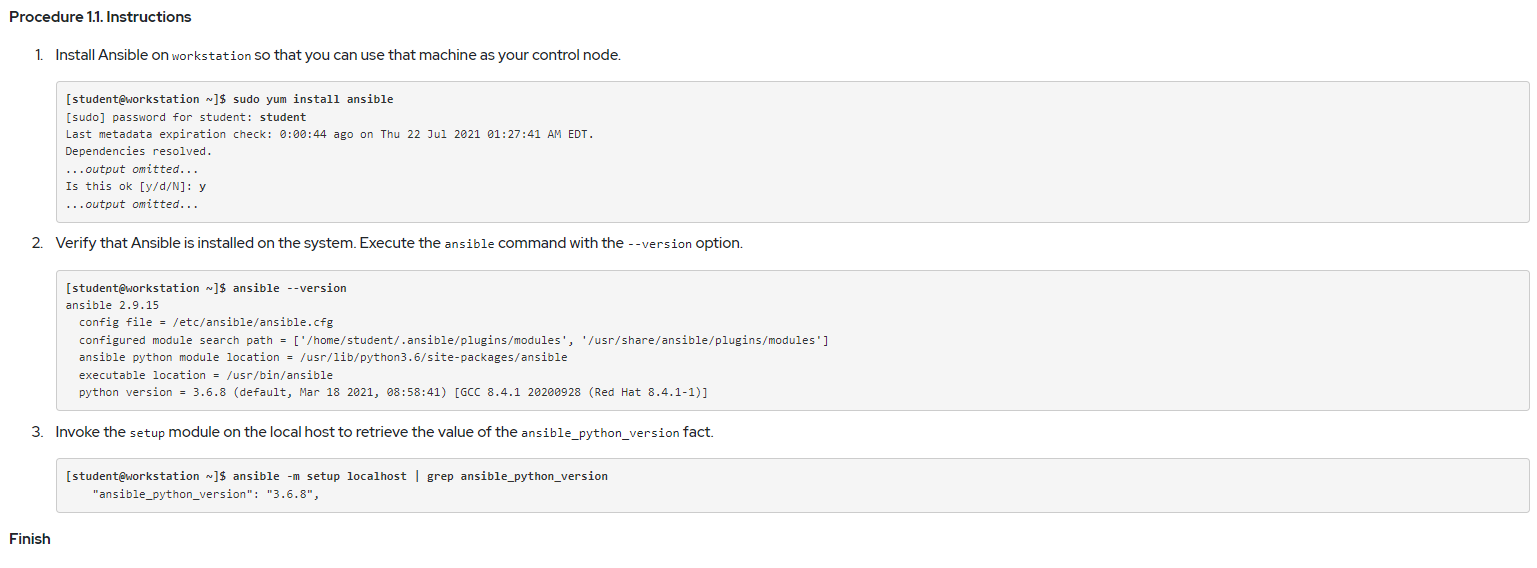 Procedure 1.1. Instructions
1. Install Ansible on workstation so that you can use that machine as your control node.
[student@workstation ~]$ sudo yum install ansible
[sudo] password for student: student
Last metadata expiration check: 0:00:44 ago on Thu 22 Jul 2021 01:27:41 AM EDT.
Dependencies resolved.
...output omitted...
Is this ok [y/d/N]: y
...output omitted...
2. Verify that Ansible is installed on the system. Execute the ansible command with the --version option.
[student@workstation ~]$ ansible --version
ansible 2.9.15
  config file = /etc/ansible/ansible.cfg
  configured module search path = ['/home/student/.ansible/plugins/modules', '/usr/share/ansible/plugins/modules']
  ansible python module location = /usr/lib/python3.6/site-packages/ansible
  executable location = /usr/bin/ansible
  python version = 3.6.8 (default, Mar 18 2021, 08:58:41) [GCC 8.4.1 20200928 (Red Hat 8.4.1-1)]
3. Invoke the setup module on the local host to retrieve the value of the ansible_python_version fact.
[student@workstation ~]$ ansible -m setup localhost | grep ansible_python_version
    "ansible_python_version": "3.6.8",
Finish